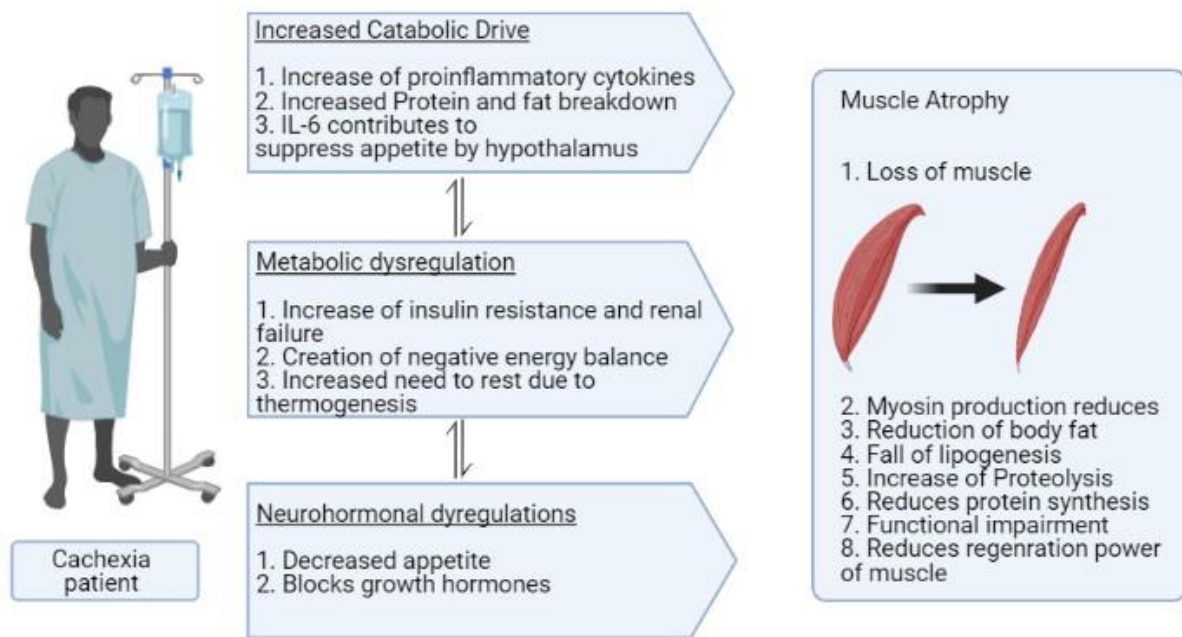 Increased Catabolic Drive
1. Increase of proinflammatory cytokines
2. Increased Protein and fat breakdown
3. IL-6 contributes to
suppress appetite by hypothalamus
Metabolic dysregulation
1. Increase of insulin resistance and renal
failure
2. Creation of negative energy balance
3. Increased need to rest due to
thermogenesis
Neurohormonal dyregulations
1. Decreased appetite
2. Blocks growth hormones
Cachexia
patient
Muscle Atrophy
1. Loss of muscle
2. Myosin production reduces
3. Reduction of body fat
4. Fall of lipogenesis
5. Increase of Proteolysis
6. Reduces protein synthesis
7. Functional impairment
8. Reduces regenration power
of muscle